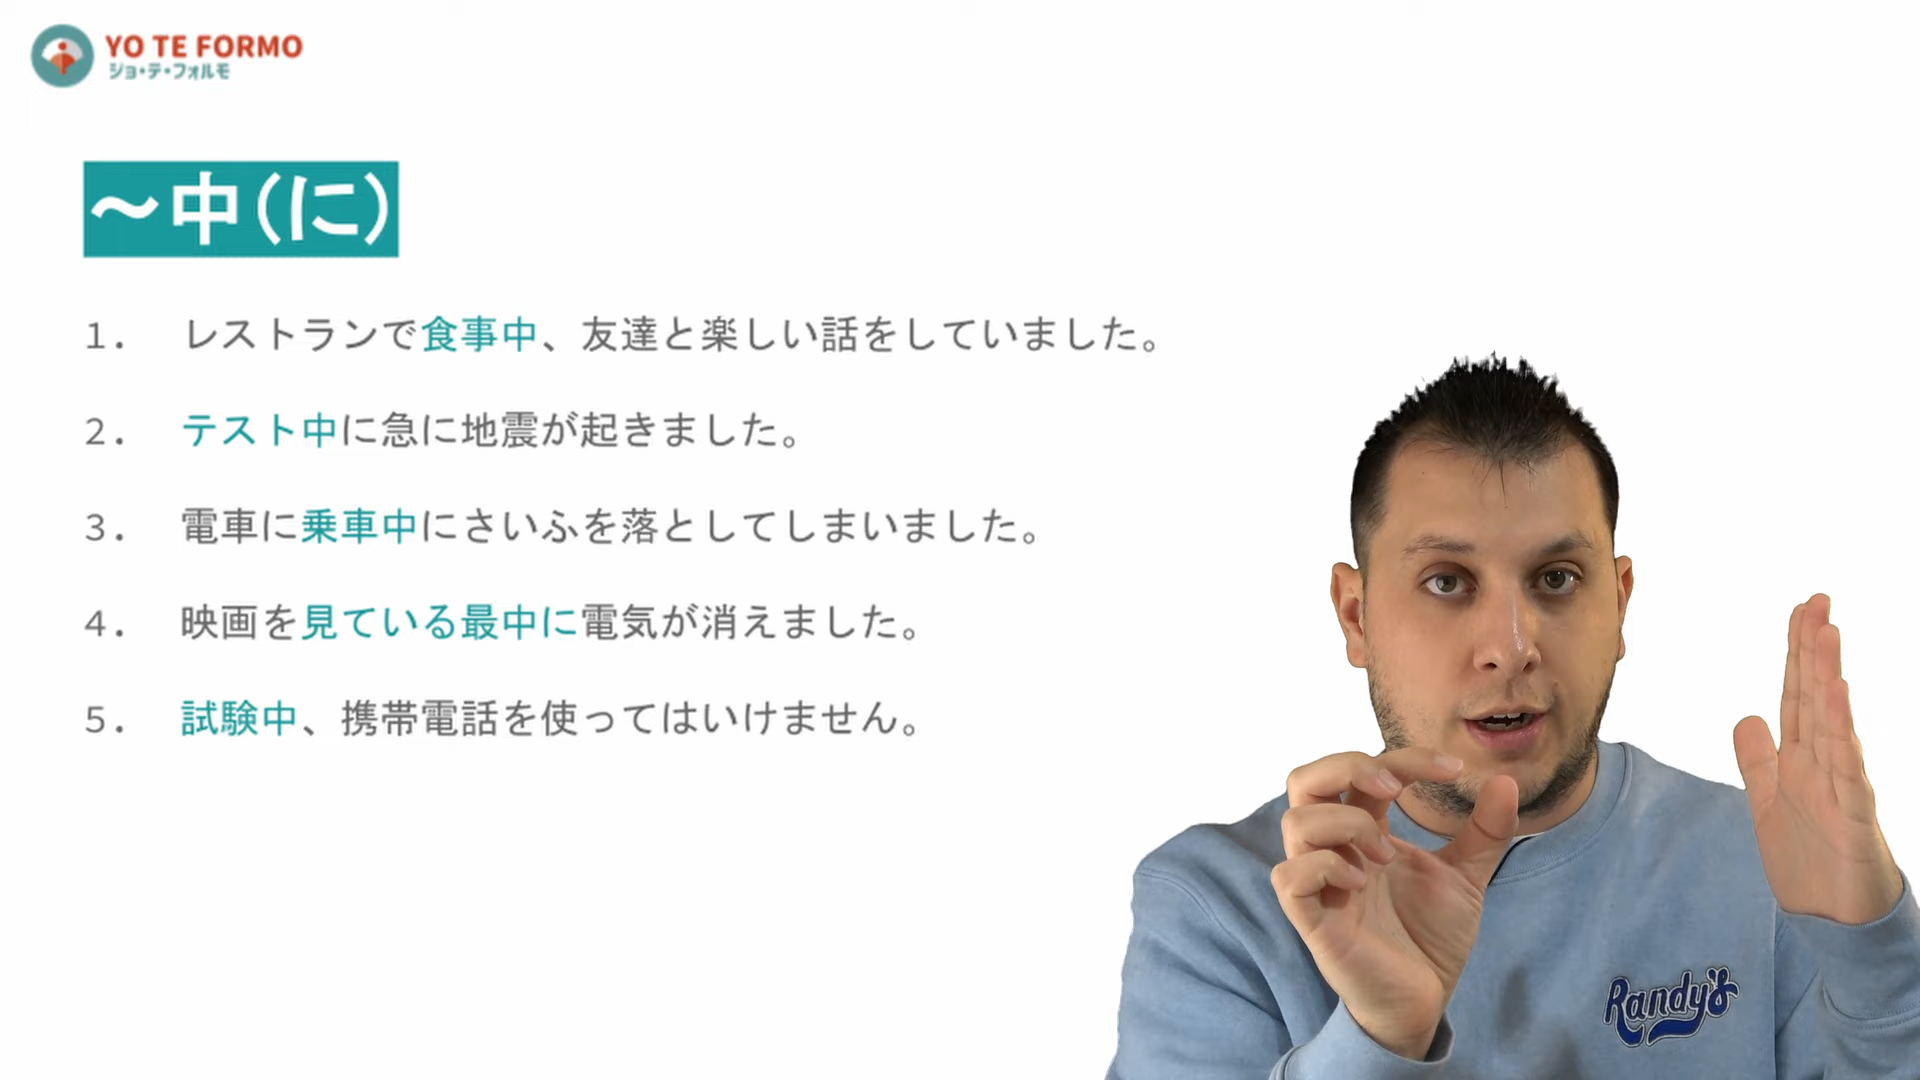 YO TE FORMO
ジョ・テ・フォルモ
～中(に)
1. レストランで食事中、友達と楽しい話をしていました。
2. テスト中に急に地震が起きました。
3. 電車に乗車中にさいふを落としてしまいました。
4. 映画を見ている最中に電気が消えました。
5. 試験中、携帯電話を使ってはいけません。
Randy's